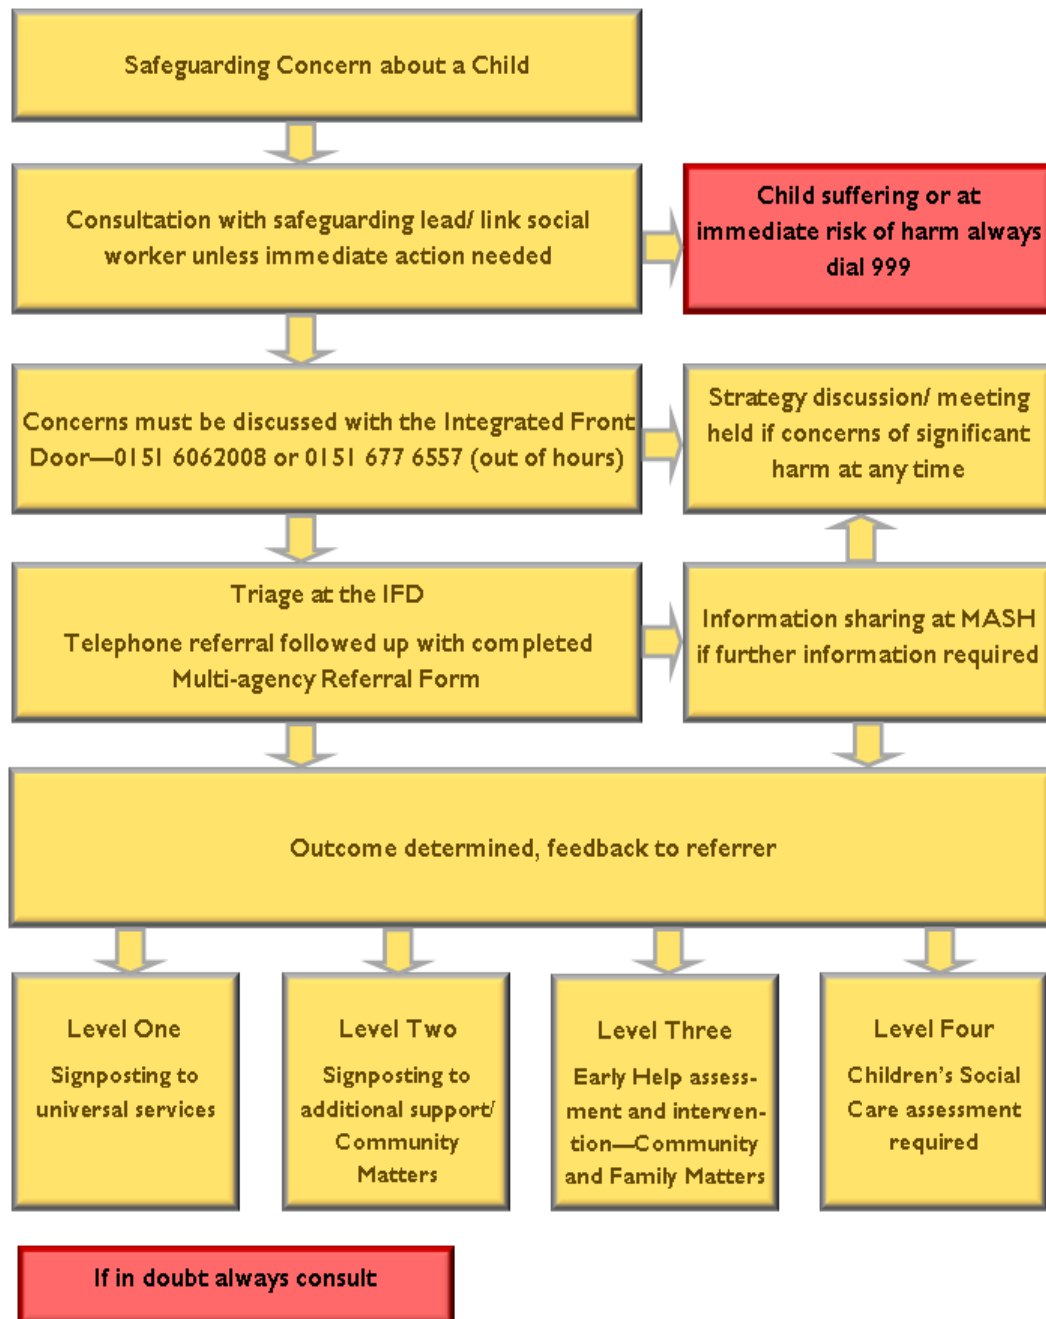 Safeguarding Concern about a Child
Consultation with safeguarding lead/ link social
worker unless immediate action needed
Child suffering or at
immediate risk of harm always
dial 999
Concerns must be discussed with the Integrated Front
Door—0151 6062008 or 0151 677 6557 (out of hours)
Strategy discussion/ meeting
held if concerns of significant
harm at any time
Triage at the IFD
Telephone referral followed up with completed
Multi-agency Referral Form
Information sharing at MASH
if further information required
Outcome determined, feedback to referrer
Level One
Signposting to
universal services
Level Two
Signposting to
additional support/
Community
Matters
Level Three
Early Help assess-
ment and interven-
tion—Community
and Family Matters
Level Four
Children's Social
Care assessment
required
If in doubt always consult